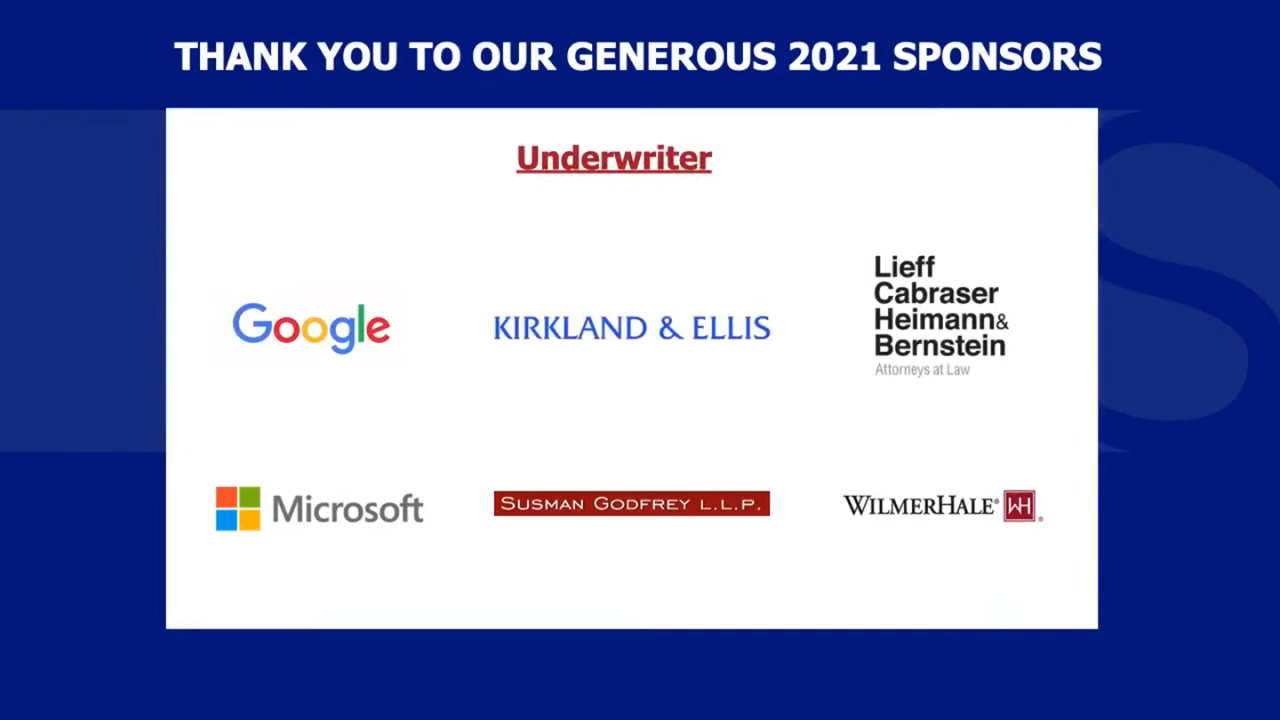 THANK YOU TO OUR GENEROUS 2021 SPONSORS
Underwriter
Google
KIRKLAND & ELLIS
Lieff
Cabraser
Heimann&
Bernstein
Attorneys at Law
Microsoft
SUSMAN GODFREY L.L.P.
WILMERHALE® WH ®